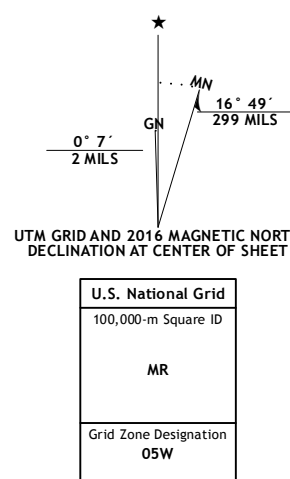 MN
GN
16° 49´
299 MILS
0° 7´
2 MILS
UTM GRID AND 2016 MAGNETIC NORT
DECLINATION AT CENTER OF SHEET
U.S. National Grid
100,000-m Square ID
MR
Grid Zone Designation
05W